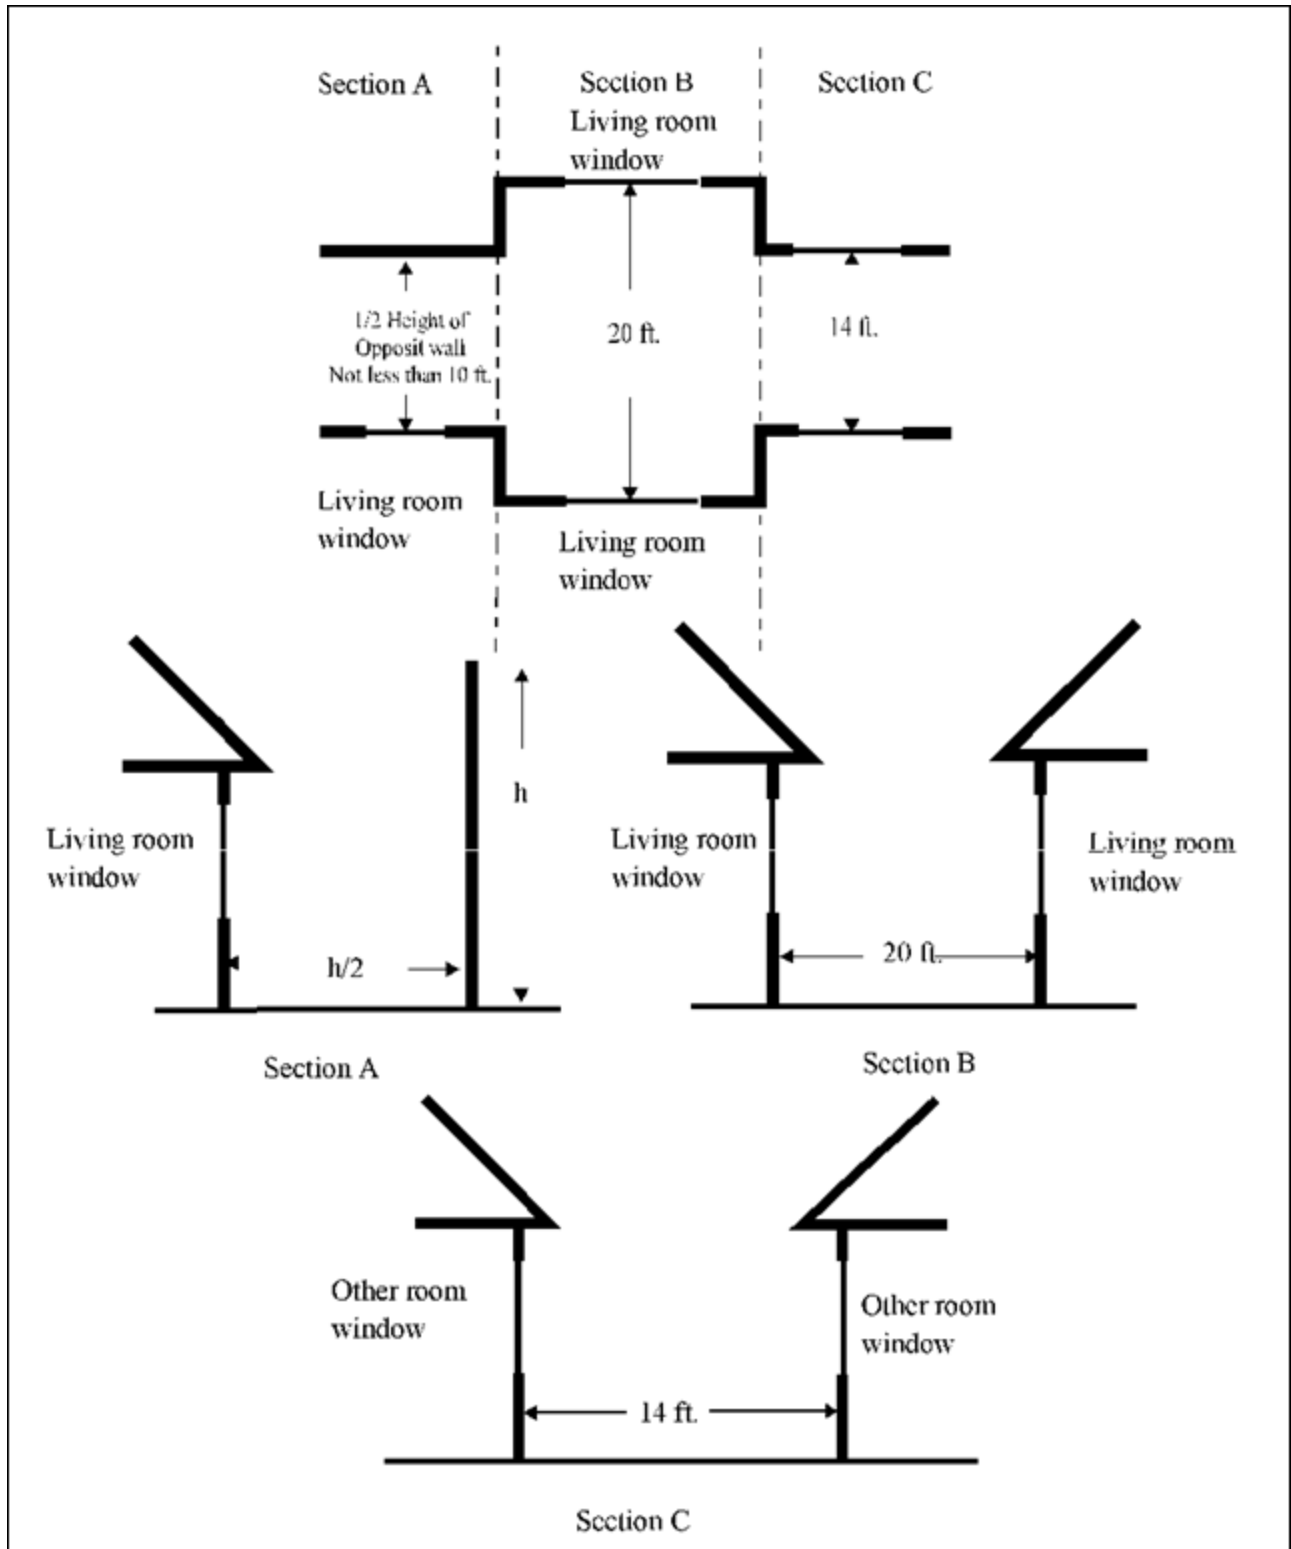 Section A
Section B
Section C
Living room
window
1/2 Height of
Opposit wall
Not less than 10 ft.
20 ft.
14 ft.
Living room
window
Living room
window
h
Living room
window
Living room
window
Living room
window
h/2
20 ft.
Section A
Section B
Other room
window
Other room
window
14 ft.
Section C